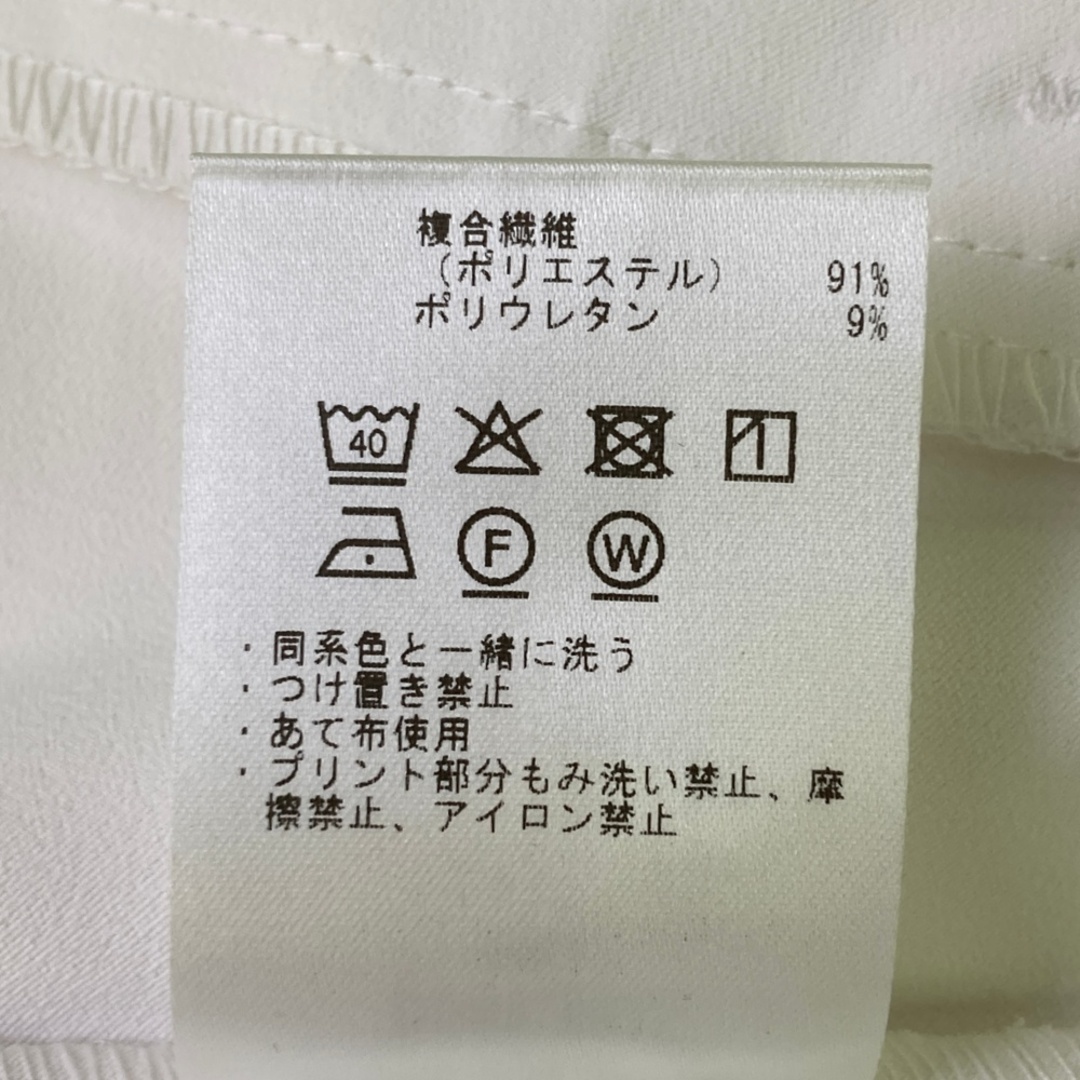 複合繊維
（ポリエステル） 91%
ポリウレタン 9%
40
F W
・同系色と一緒に洗う
・つけ置き禁止
・あて布使用
・プリント部分もみ洗い禁止、摩
擦禁止、アイロン禁止